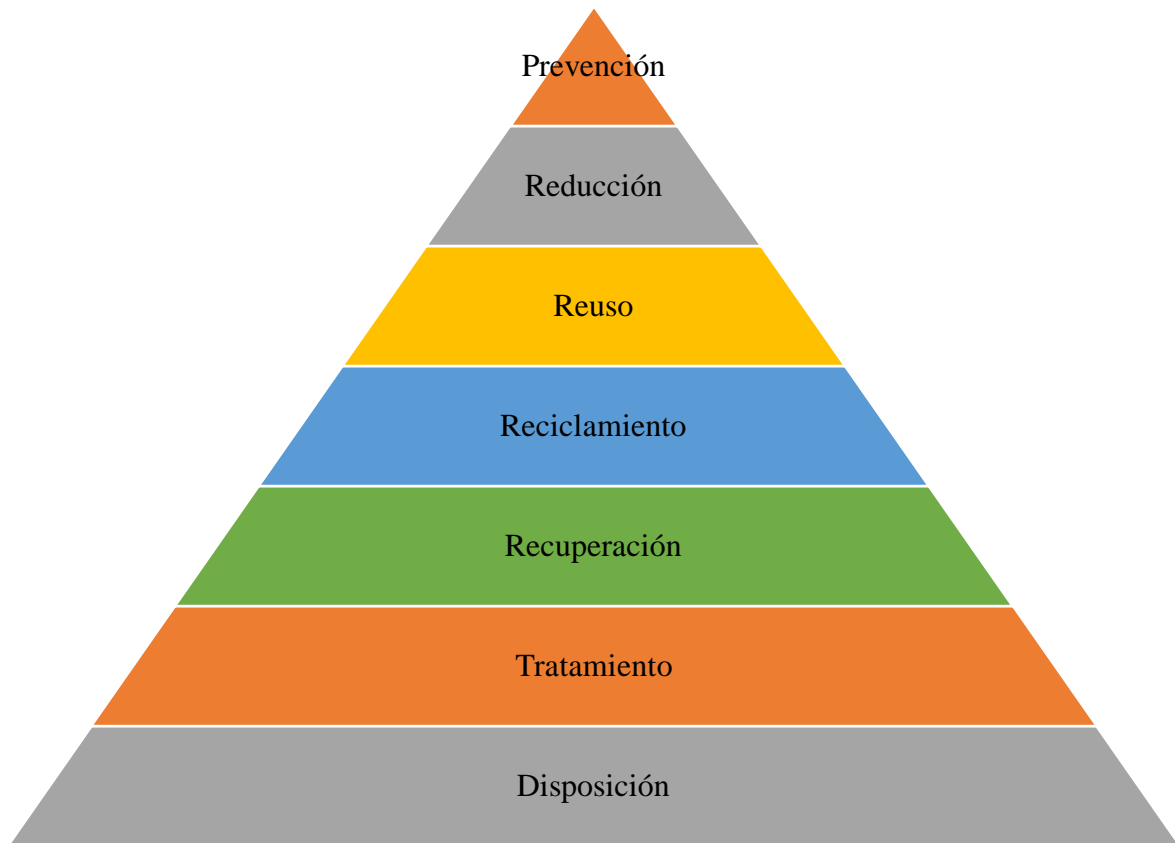 Prevención
Reducción
Reuso
Reciclamiento
Recuperación
Tratamiento
Disposición